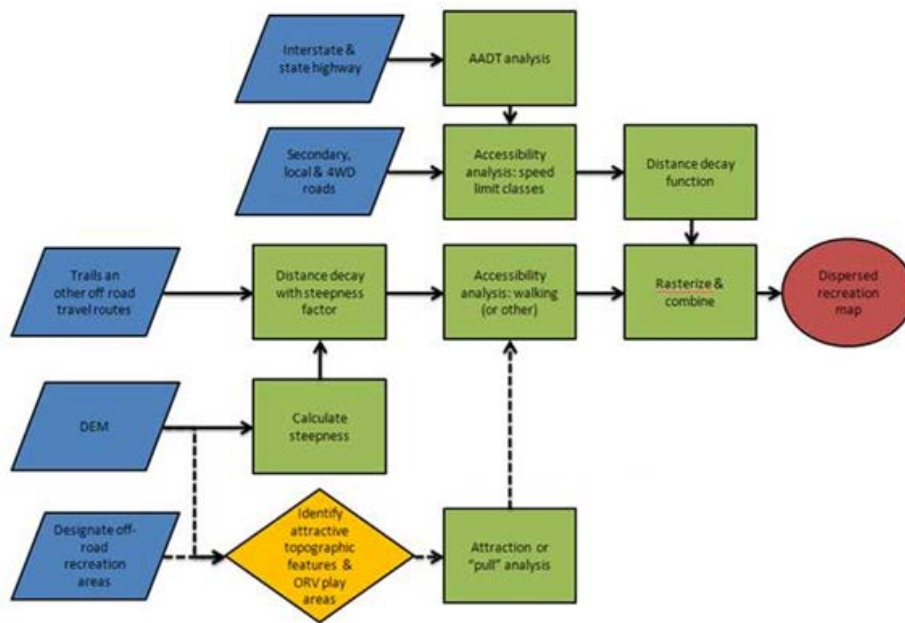 Interstate &
state highway
AADT analysis
Secondary,
local & 4WD
roads
Accessibility
analysis: speed
limit classes
Distance decay
function
Trails an
other off road
travel routes
Distance decay
with steepness
factor
Accessibility
analysis: walking
(or other)
Rasterize &
combine
Dispersed
recreation
map
DEM
Calculate
steepness
Designate off-
road
recreation
areas
Identify
attractive
topographic
features &
ORV play
areas
Attraction or
“pull” analysis